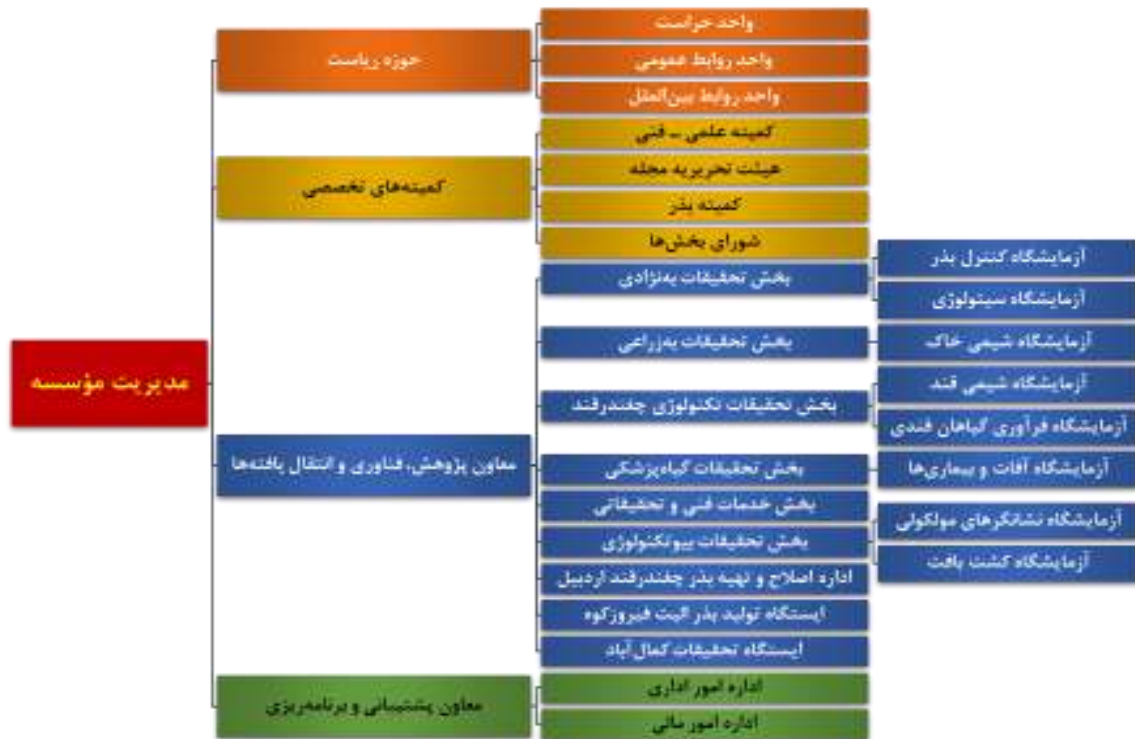 مدیریت مؤسسه
حوزه ریاست
واحد حراست
واحد روابط عمومی
واحد روابط بین‌الملل
کمیته‌های تخصصی
کمیته علمی ــ فنی
هیئت تحریریه مجله
کمیته بذر
شورای بخش‌ها
معاون پژوهش، فناوری و انتقال یافته‌ها
بخش تحقیقات به‌نژادی
آزمایشگاه کنترل بذر
آزمایشگاه سیتولوژی
بخش تحقیقات به‌زراعی
آزمایشگاه شیمی خاک
بخش تحقیقات تکنولوژی چغندرقند
آزمایشگاه شیمی قند
آزمایشگاه فرآوری گیاهان قندی
بخش تحقیقات گیاه‌پزشکی
آزمایشگاه آفات و بیماری‌ها
بخش خدمات فنی و تحقیقاتی
بخش تحقیقات بیوتکنولوژی
آزمایشگاه نشانگرهای مولکولی
آزمایشگاه کشت بافت
اداره اصلاح و تهیه بذر چغندرقند اردبیل
ایستگاه تولید بذر الیت فیروزکوه
ایستگاه تحقیقات کمال‌آباد
معاون پشتیبانی و برنامه‌ریزی
اداره امور اداری
اداره امور مالی